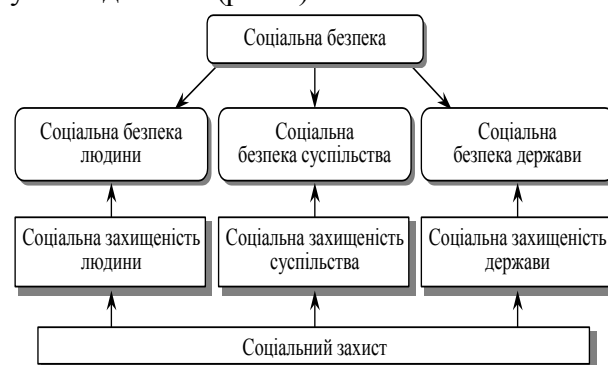 Соціальна безпека
Соціальна безпека
людини
Соціальна
безпека суспільства
Соціальна
безпека держави
Соціальна захищеність
людини
Соціальна захищеність
суспільства
Соціальна захищеність
держави
Соціальний захист